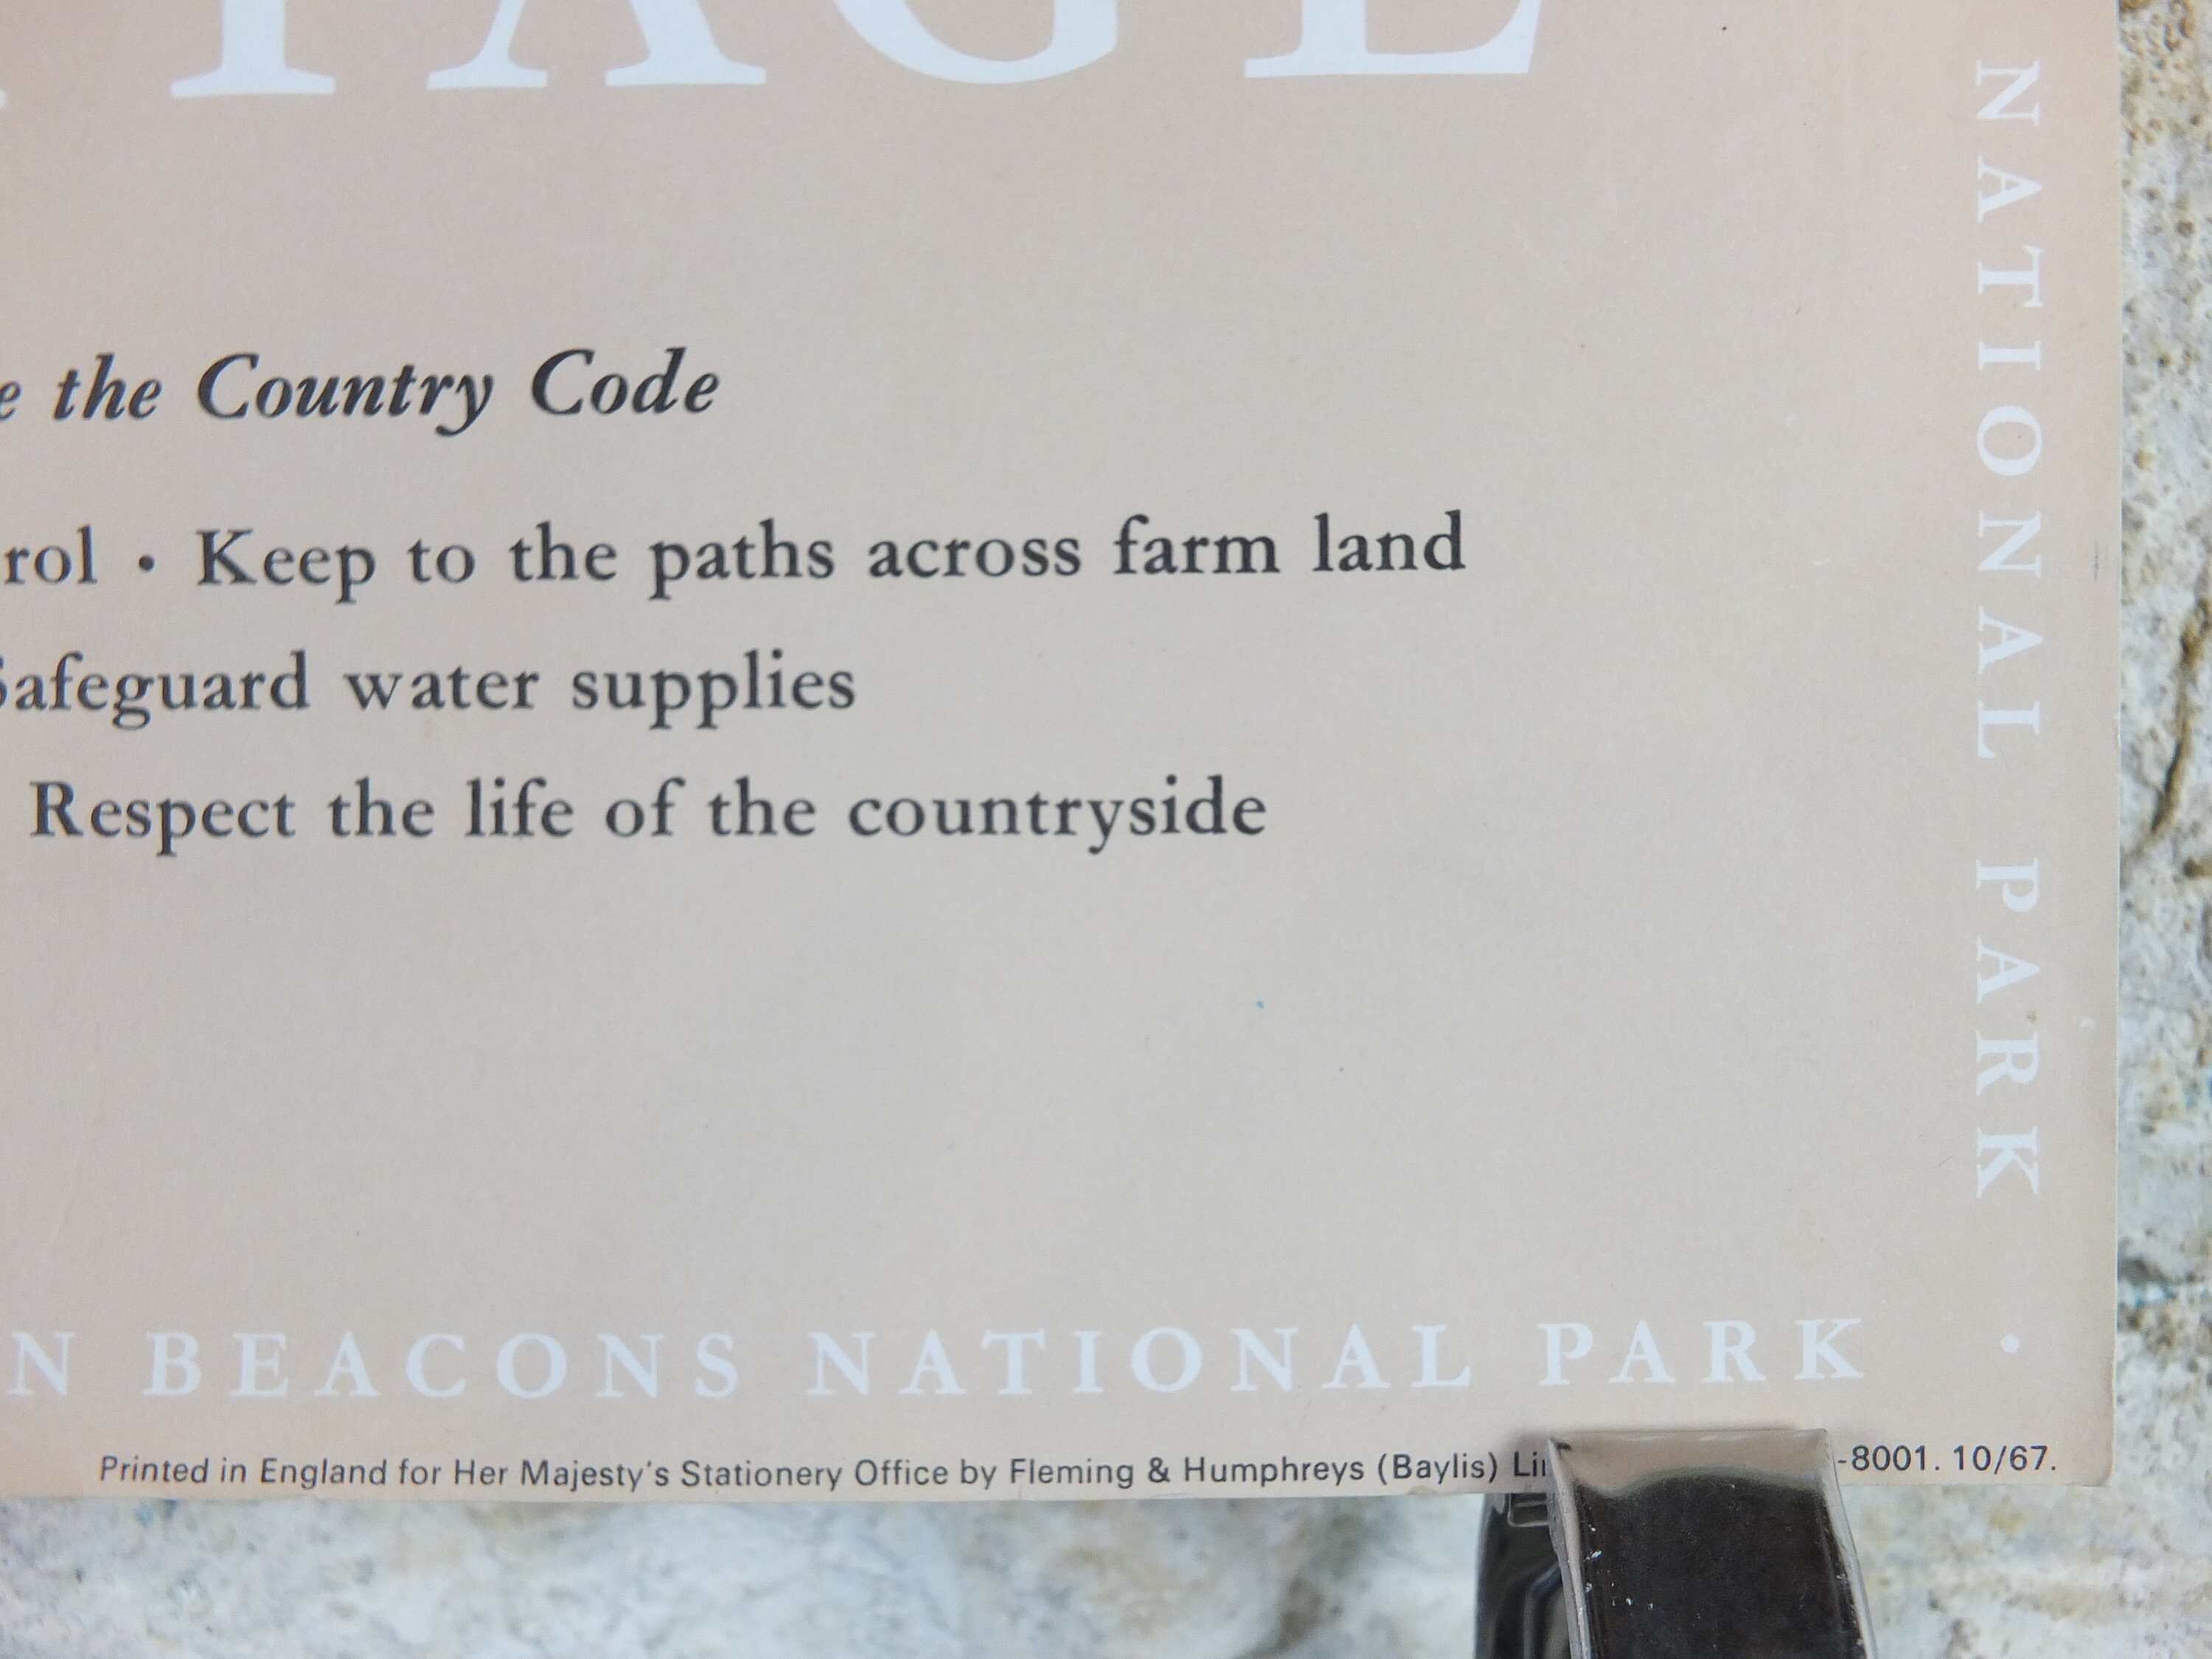 TAGE
the Country Code
• Keep to the paths across farm land
Safeguard water supplies
Respect the life of the countryside
BEACONS NATIONAL PARK •
Printed in England for Her Majesty's Stationery Office by Fleming & Humphreys (Baylis) -8001. 10/67.
NATIONAL PARK